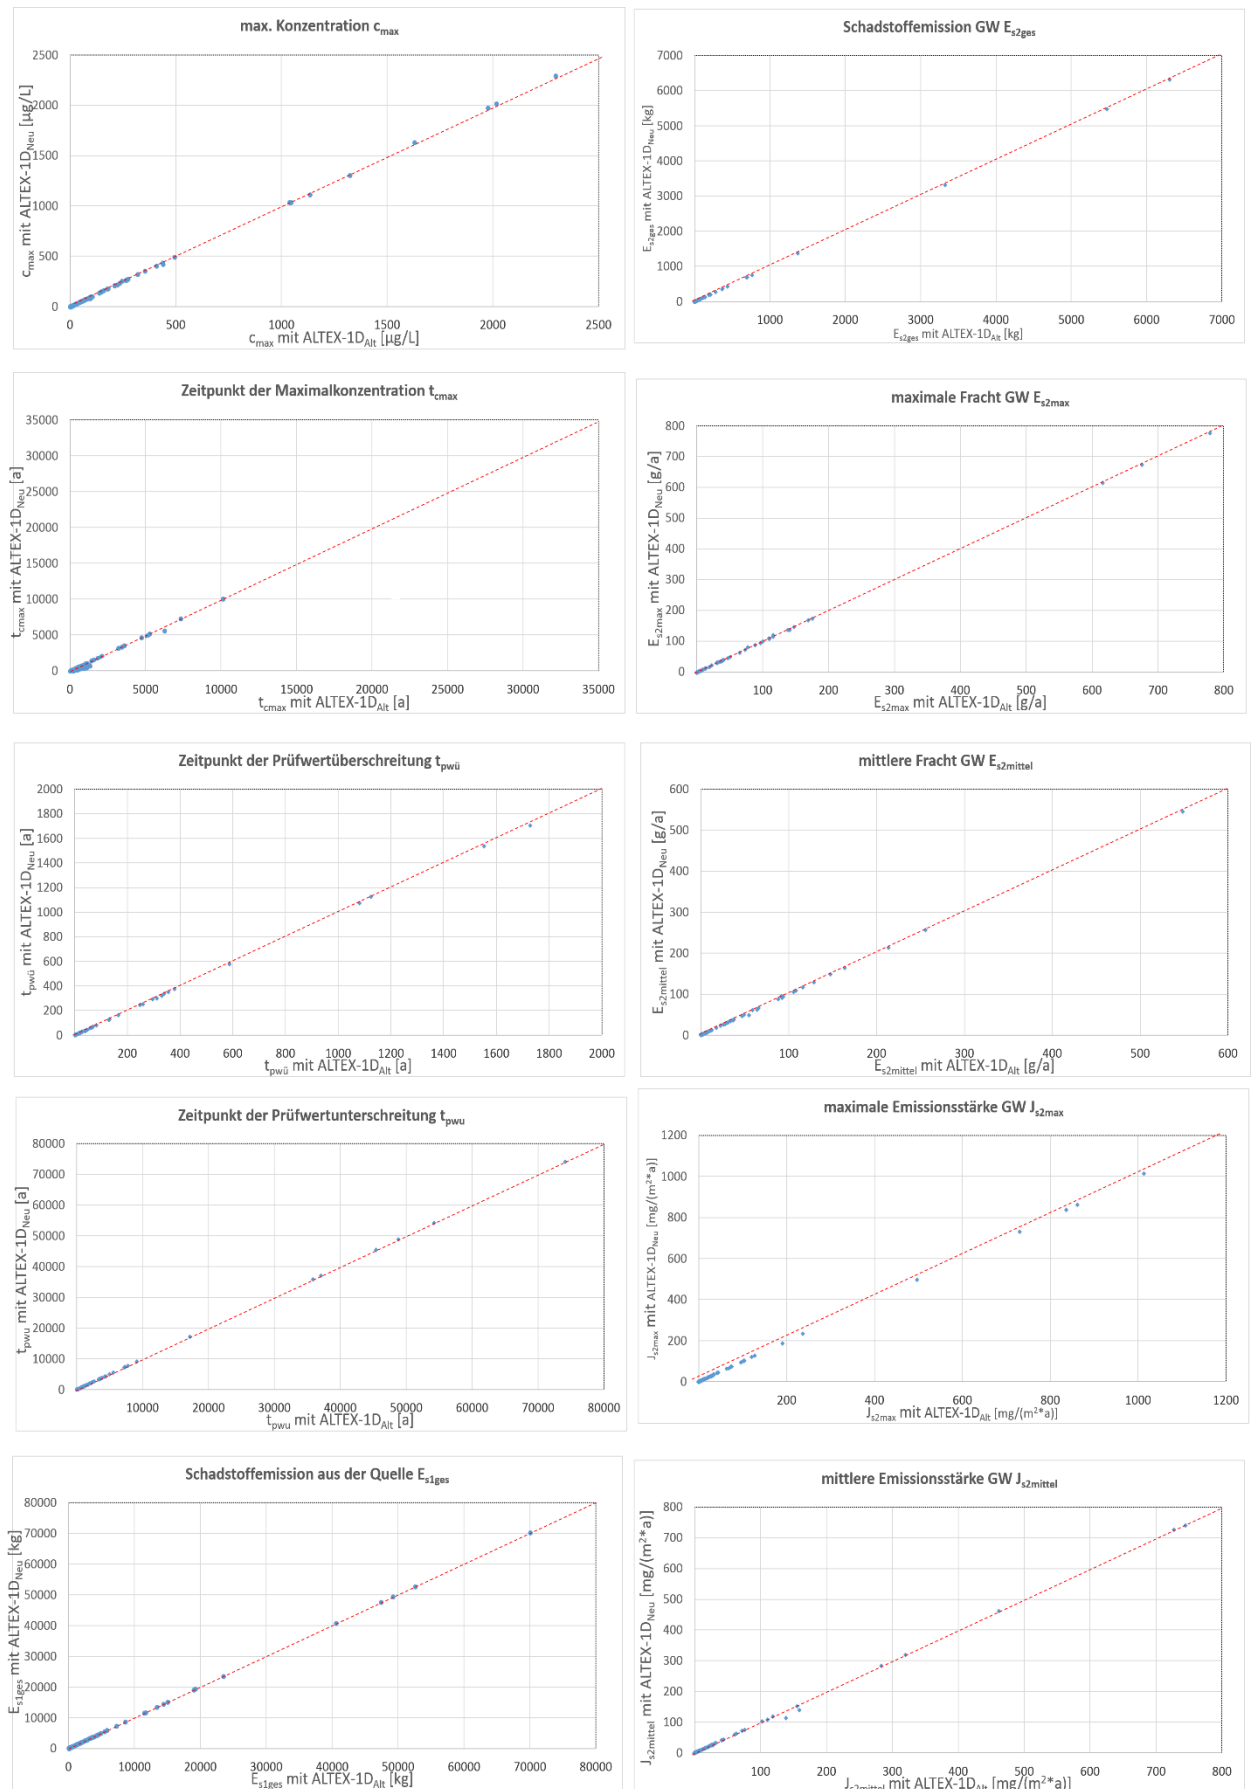 max. Konzentration cmax
2500
2000
1500
1000
500
0
0 500 1000 1500 2000 2500
cmax mit ALTEX-1DNeu [µg/L]
cmax mit ALTEX-1DAlt [µg/L]
Schadstoffemission GW Es2ges
7000
6000
5000
4000
3000
2000
1000
0
1000 2000 3000 4000 5000 6000 7000
Es2ges mit ALTEX-1DNeu [kg]
Es2ges mit ALTEX-1DAlt [kg]
Zeitpunkt der Maximalkonzentration tcmax
35000
30000
25000
20000
15000
10000
5000
0
0 5000 10000 15000 20000 25000 30000 35000
tcmax mit ALTEX-1DNeu [a]
tcmax mit ALTEX-1DAlt [a]
maximale Fracht GW Es2max
800
700
600
500
400
300
200
100
0
100 200 300 400 500 600 700 800
Es2max mit ALTEX-1DNeu [g/a]
Es2max mit ALTEX-1DAlt [g/a]
Zeitpunkt der Prüfwertüberschreitung tpwü
2000
1800
1600
1400
1200
1000
800
600
400
200
0
200 400 600 800 1000 1200 1400 1600 1800 2000
tpwü mit ALTEX-1DNeu [a]
tpwü mit ALTEX-1DAlt [a]
mittlere Fracht GW Es2mittel
600
500
400
300
200
100
0
100 200 300 400 500 600
Es2mittel mit ALTEX-1DNeu [g/a]
Es2mittel mit ALTEX-1DAlt [g/a]
Zeitpunkt der Prüfwertunterschreitung tpwu
80000
70000
60000
50000
40000
30000
20000
10000
0
10000 20000 30000 40000 50000 60000 70000 80000
tpwu mit ALTEX-1DNeu [a]
tpwu mit ALTEX-1DAlt [a]
maximale Emissionsstärke GW Js2max
1200
1000
800
600
400
200
0
200 400 600 800 1000 1200
Js2max mit ALTEX-1DNeu [mg/(m²*a)]
Js2max mit ALTEX-1DAlt [mg/(m²*a)]
Schadstoffemission aus der Quelle Es1ges
80000
70000
60000
50000
40000
30000
20000
10000
0
0 10000 20000 30000 40000 50000 60000 70000 80000
Es1ges mit ALTEX-1DNeu [kg]
Es1ges mit ALTEX-1DAlt [kg]
mittlere Emissionsstärke GW Js2mittel
800
700
600
500
400
300
200
100
0
100 200 300 400 500 600 700 800
Js2mittel mit ALTEX-1DNeu [mg/(m²*a)]
Js2mittel mit ALTEX-1DAlt [mg/(m²*a)]